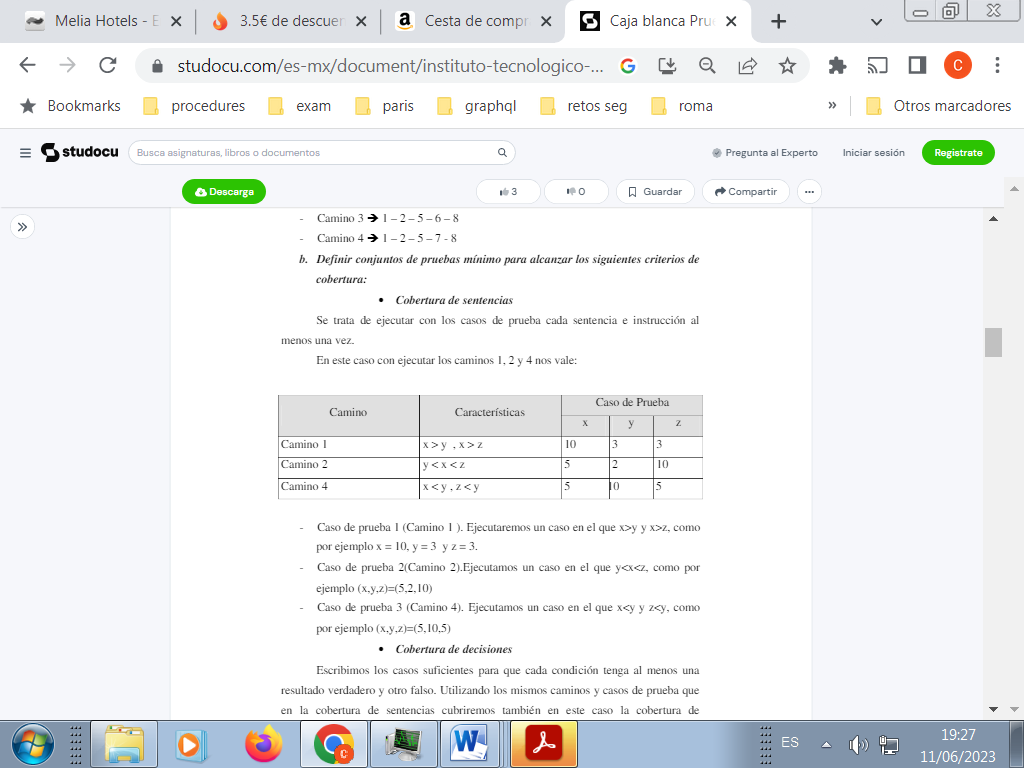 Melia Hotels - E
3.5€ de descuen
Cesta de compr
Caja blanca Pru
studocu.com/es-mx/document/instituto-tecnologico-...
C
Bookmarks procedures exam paris graphql retos seg roma » Otros marcadores
studocu
Busca asignaturas, libros o documentos
Pregunta al Experto
Iniciar sesión
Regístrate
Descarga
3
0
Guardar
Compartir
...
- Camino 3 ➔ 1 – 2 – 5 – 6 – 8
- Camino 4 ➔ 1 – 2 – 5 – 7 - 8
b. Definir conjuntos de pruebas mínimo para alcanzar los siguientes criterios de
cobertura:
• Cobertura de sentencias
Se trata de ejecutar con los casos de prueba cada sentencia e instrucción al
menos una vez.
En este caso con ejecutar los caminos 1, 2 y 4 nos vale:
Camino Características Caso de Prueba
x y z
Camino 1 x > y , x > z 10 3 3
Camino 2 y < x < z 5 2 10
Camino 4 x < y , z < y 5 10 5
- Caso de prueba 1 (Camino 1 ). Ejecutaremos un caso en el que x>y y x>z, como
por ejemplo x = 10, y = 3 y z = 3.
- Caso de prueba 2(Camino 2).Ejecutamos un caso en el que y<x<z, como por
ejemplo (x,y,z)=(5,2,10)
- Caso de prueba 3 (Camino 4). Ejecutamos un caso en el que x<y y z<y, como
por ejemplo (x,y,z)=(5,10,5)
• Cobertura de decisiones
Escribimos los casos suficientes para que cada condición tenga al menos una
resultado verdadero y otro falso. Utilizando los mismos caminos y casos de prueba que
en la cobertura de sentencias cubriremos también en este caso la cobertura de
ES
19:27
11/06/2023